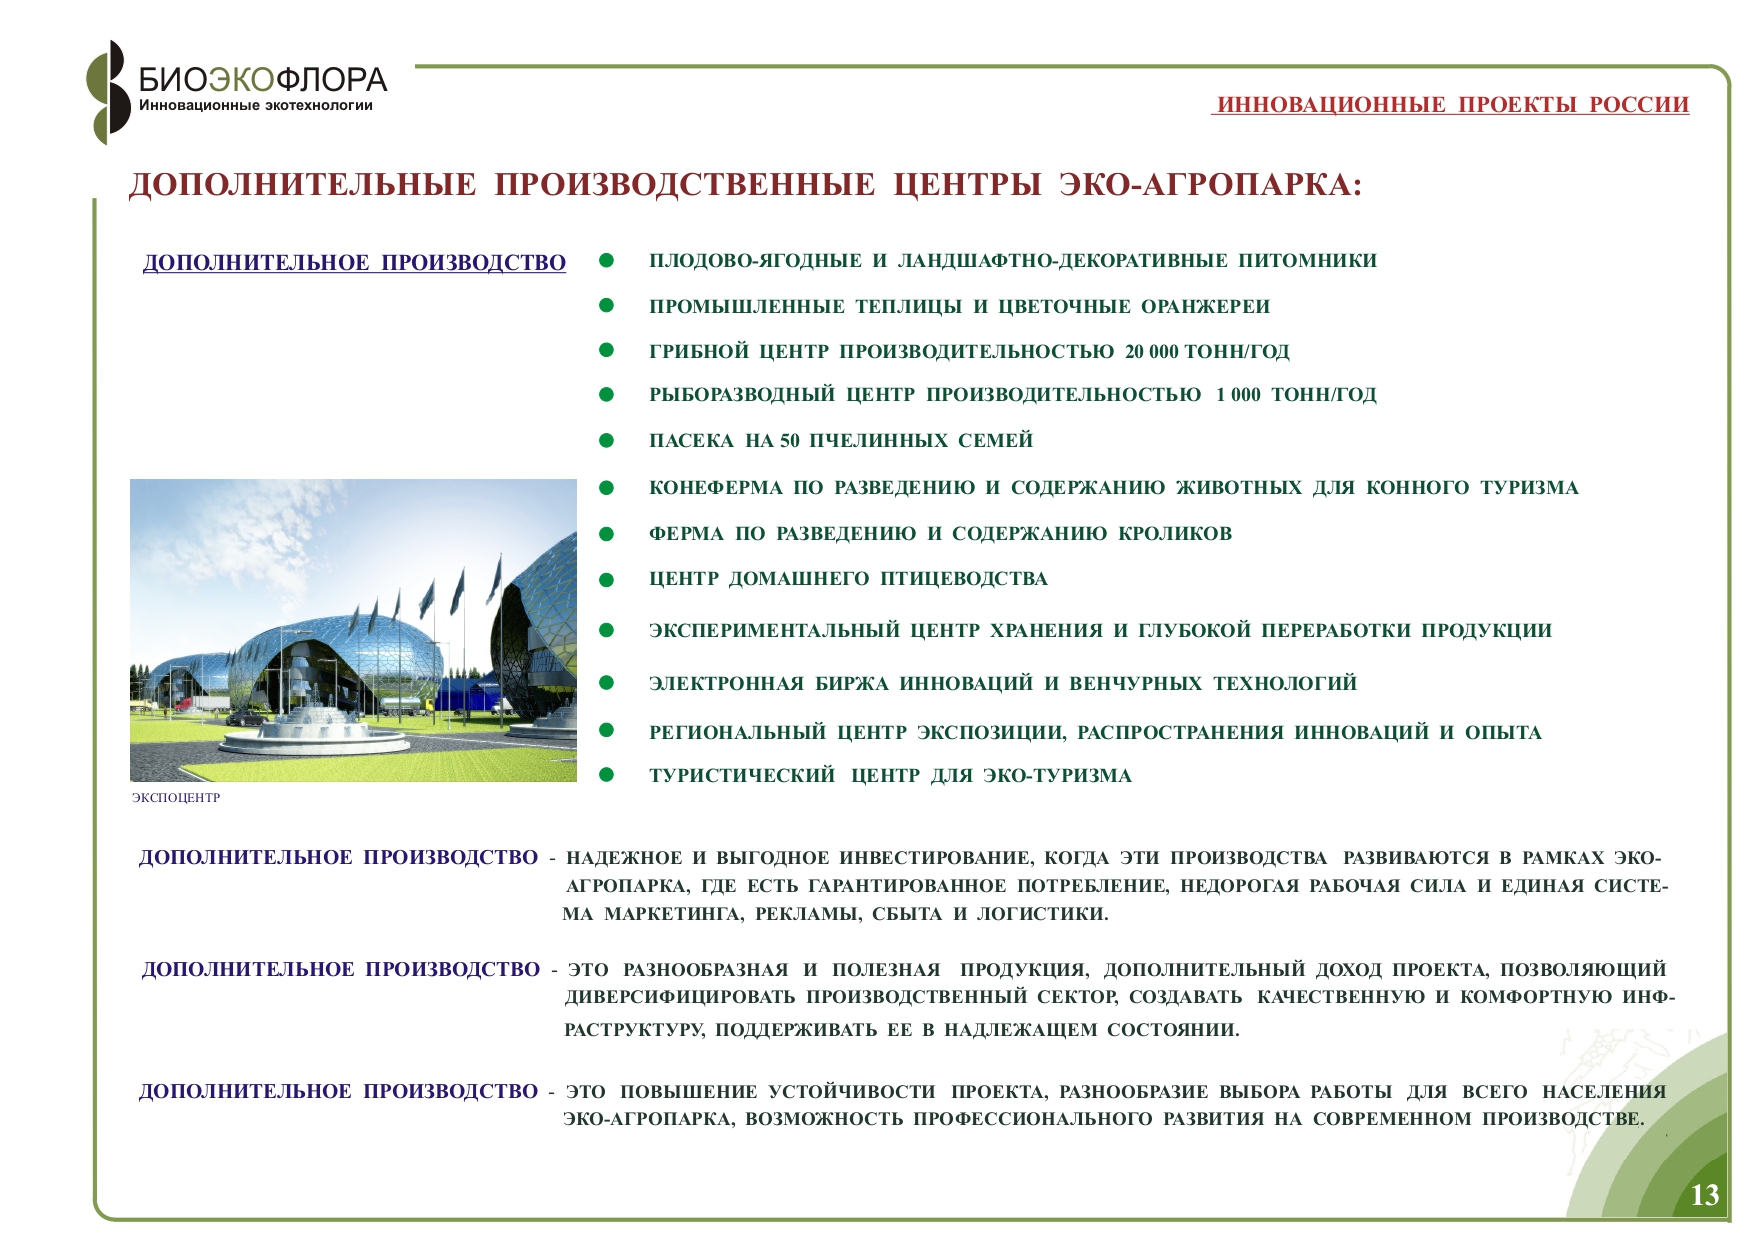 БИОЭКОФЛОРА
Инновационные экотехнологии
ИННОВАЦИОННЫЕ ПРОЕКТЫ РОССИИ
ДОПОЛНИТЕЛЬНЫЕ ПРОИЗВОДСТВЕННЫЕ ЦЕНТРЫ ЭКО-АГРОПАРКА:
ДОПОЛНИТЕЛЬНОЕ ПРОИЗВОДСТВО
ПЛОДОВО-ЯГОДНЫЕ И ЛАНДШАФТНО-ДЕКОРАТИВНЫЕ ПИТОМНИКИ
ПРОМЫШЛЕННЫЕ ТЕПЛИЦЫ И ЦВЕТОЧНЫЕ ОРАНЖЕРЕИ
ГРИБНОЙ ЦЕНТР ПРОИЗВОДИТЕЛЬНОСТЬЮ 20 000 ТОНН/ГОД
РЫБОРАЗВОДНЫЙ ЦЕНТР ПРОИЗВОДИТЕЛЬНОСТЬЮ 1 000 ТОНН/ГОД
ПАСЕКА НА 50 ПЧЕЛИННЫХ СЕМЕЙ
КОНЕФЕРМА ПО РАЗВЕДЕНИЮ И СОДЕРЖАНИЮ ЖИВОТНЫХ ДЛЯ КОННОГО ТУРИЗМА
ФЕРМА ПО РАЗВЕДЕНИЮ И СОДЕРЖАНИЮ КРОЛИКОВ
ЦЕНТР ДОМАШНЕГО ПТИЦЕВОДСТВА
ЭКСПЕРИМЕНТАЛЬНЫЙ ЦЕНТР ХРАНЕНИЯ И ГЛУБОКОЙ ПЕРЕРАБОТКИ ПРОДУКЦИИ
ЭЛЕКТРОННАЯ БИРЖА ИННОВАЦИЙ И ВЕНЧУРНЫХ ТЕХНОЛОГИЙ
РЕГИОНАЛЬНЫЙ ЦЕНТР ЭКСПОЗИЦИИ, РАСПРОСТРАНЕНИЯ ИННОВАЦИЙ И ОПЫТА
ТУРИСТИЧЕСКИЙ ЦЕНТР ДЛЯ ЭКО-ТУРИЗМА
ЭКСПОЦЕНТР
ДОПОЛНИТЕЛЬНОЕ ПРОИЗВОДСТВО - НАДЕЖНОЕ И ВЫГОДНОЕ ИНВЕСТИРОВАНИЕ, КОГДА ЭТИ ПРОИЗВОДСТВА РАЗВИВАЮТСЯ В РАМКАХ ЭКО-
АГРОПАРКА, ГДЕ ЕСТЬ ГАРАНТИРОВАННОЕ ПОТРЕБЛЕНИЕ, НЕДОРОГАЯ РАБОЧАЯ СИЛА И ЕДИНАЯ СИСТЕ-
МА МАРКЕТИНГА, РЕКЛАМЫ, СБЫТА И ЛОГИСТИКИ.
ДОПОЛНИТЕЛЬНОЕ ПРОИЗВОДСТВО - ЭТО РАЗНООБРАЗНАЯ И ПОЛЕЗНАЯ ПРОДУКЦИЯ, ДОПОЛНИТЕЛЬНЫЙ ДОХОД ПРОЕКТА, ПОЗВОЛЯЮЩИЙ
ДИВЕРСИФИЦИРОВАТЬ ПРОИЗВОДСТВЕННЫЙ СЕКТОР, СОЗДАВАТЬ КАЧЕСТВЕННУЮ И КОМФОРТНУЮ ИНФ-
РАСТРУКТУРУ, ПОДДЕРЖИВАТЬ ЕЕ В НАДЛЕЖАЩЕМ СОСТОЯНИИ.
ДОПОЛНИТЕЛЬНОЕ ПРОИЗВОДСТВО - ЭТО ПОВЫШЕНИЕ УСТОЙЧИВОСТИ ПРОЕКТА, РАЗНООБРАЗИЕ ВЫБОРА РАБОТЫ ДЛЯ ВСЕГО НАСЕЛЕНИЯ
ЭКО-АГРОПАРКА, ВОЗМОЖНОСТЬ ПРОФЕССИОНАЛЬНОГО РАЗВИТИЯ НА СОВРЕМЕННОМ ПРОИЗВОДСТВЕ.
13